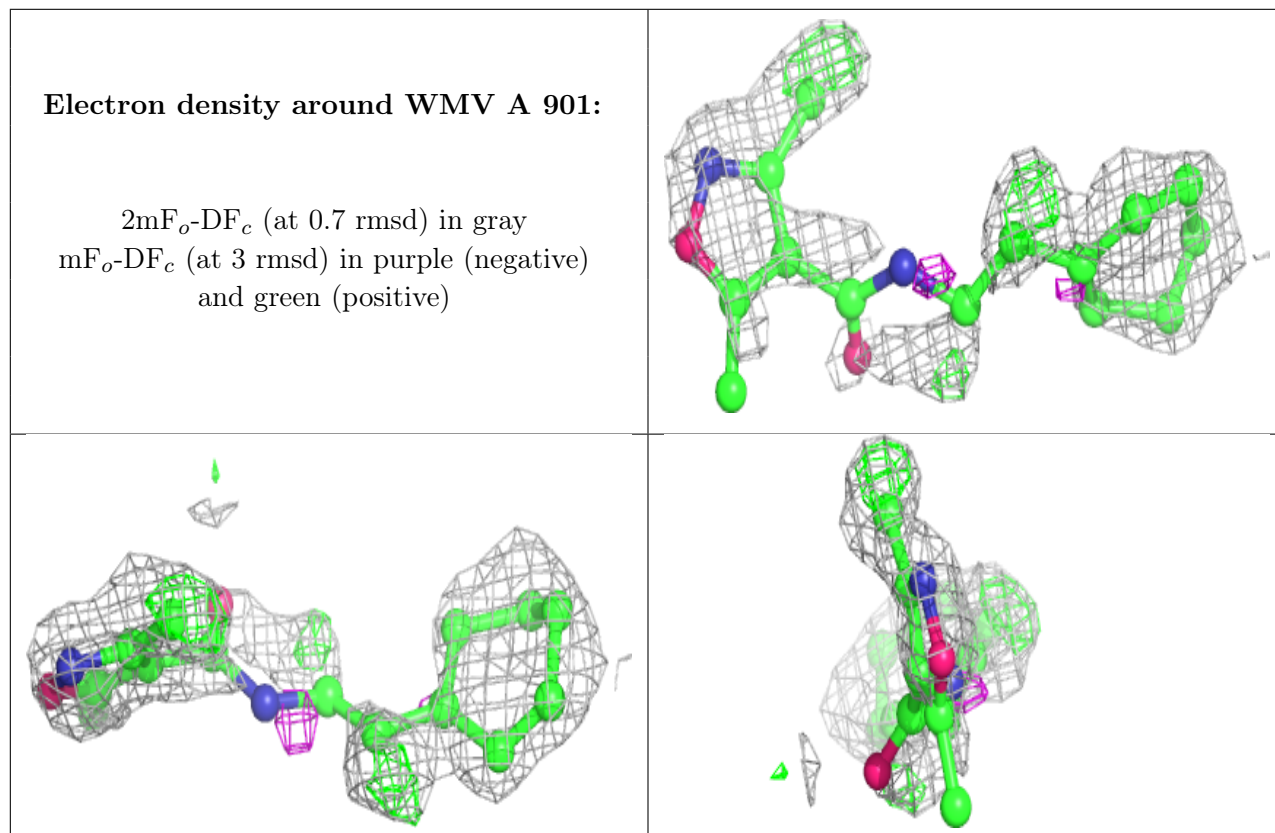 Electron density around WMV A 901:
2mFₒ-DF𝒸 (at 0.7 rmsd) in gray
mFₒ-DF𝒸 (at 3 rmsd) in purple (negative)
and green (positive)